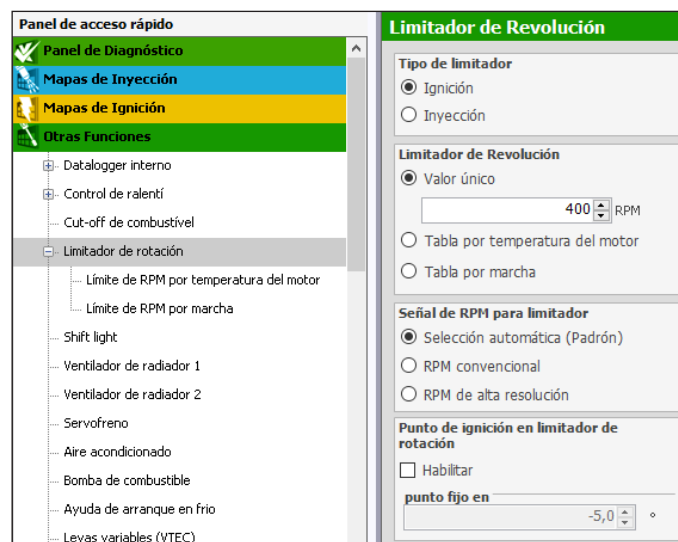 Panel de acceso rápido
Panel de Diagnóstico
Mapas de Inyección
Mapas de Ignición
Otras Funciones
Datalogger interno
Control de ralentí
Cut-off de combustível
Limitador de rotación
Límite de RPM por temperatura del motor
Límite de RPM por marcha
Shift light
Ventilador de radiador 1
Ventilador de radiador 2
Servofreno
Aire acondicionado
Bomba de combustible
Ayuda de arranque en frio
Levas variables (VTEC)
Limitador de Revolución
Tipo de limitador
Ignición
Inyección
Limitador de Revolución
Valor único
400 RPM
Tabla por temperatura del motor
Tabla por marcha
Señal de RPM para limitador
Selección automática (Padrón)
RPM convencional
RPM de alta resolución
Punto de ignición en limitador de
rotación
Habilitar
punto fijo en
-5,0 °